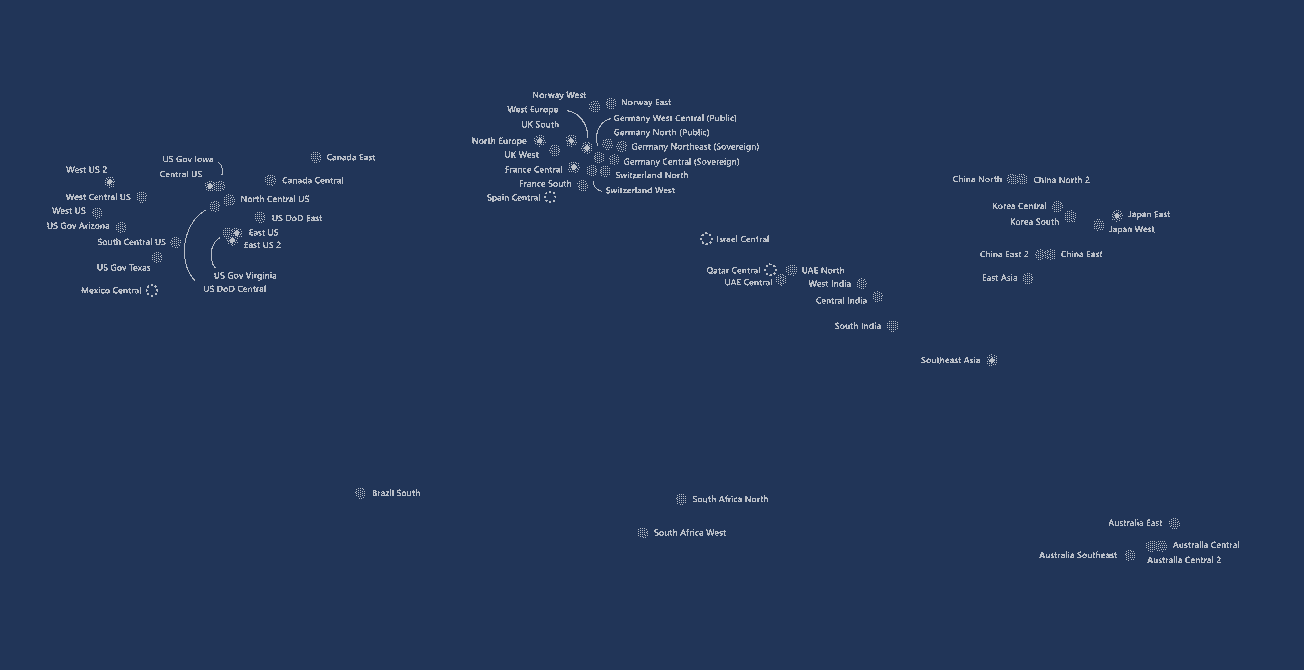 Norway West
Norway East
West Europe
Germany West Central (Public)
UK South
Germany North (Public)
North Europe
Germany Northeast (Sovereign)
UK West
Germany Central (Sovereign)
France Central
Switzerland North
France South
Switzerland West
Spain Central
US Gov Iowa
Canada East
West US 2
Central US
Canada Central
West Central US
North Central US
West US
US DoD East
US Gov Arizona
East US
South Central US
East US 2
US Gov Texas
US Gov Virginia
Mexico Central
US DoD Central
China North
China North 2
Korea Central
Japan East
Korea South
Japan West
Israel Central
China East 2
China East
Qatar Central
UAE North
East Asia
UAE Central
West India
Central India
South India
Southeast Asia
Brazil South
South Africa North
South Africa West
Australia East
Australia Central
Australia Southeast
Australia Central 2